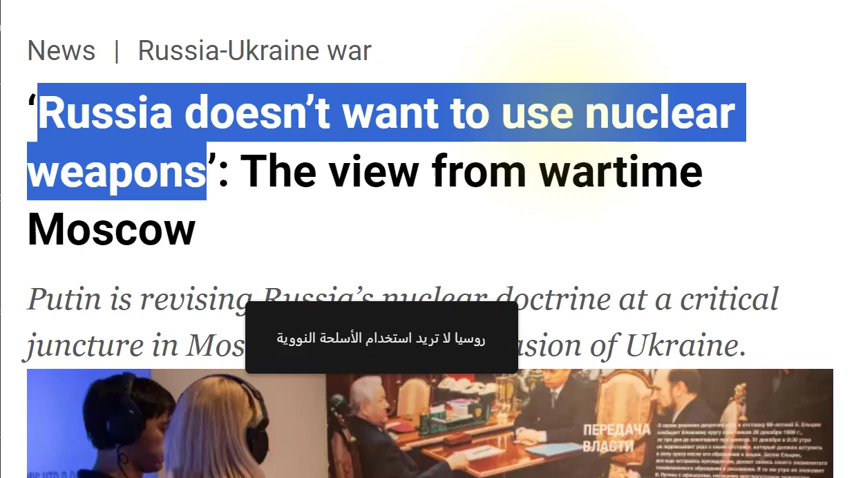 News | Russia-Ukraine war
‘Russia doesn’t want to use nuclear
weapons’: The view from wartime
Moscow
Putin is revising Russia’s nuclear doctrine at a critical
juncture in Mos asion of Ukraine.
روسيا لا تريد استخدام الأسلحة النووية
ПЕРЕДАЧА
ВЛАСТИ